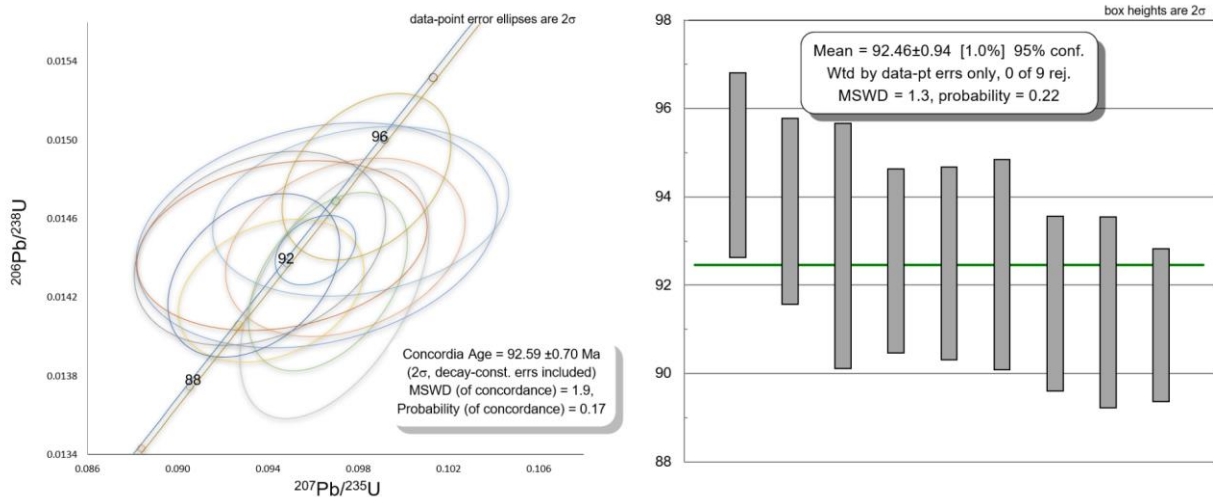 data-point error ellipses are 2σ
0.0154
0.0150
0.0146
0.0142
0.0138
0.0134
206Pb/238U
96
92
88
Concordia Age = 92.59 ±0.70 Ma
(2σ, decay-const. errs included)
MSWD (of concordance) = 1.9,
Probability (of concordance) = 0.17
0.086 0.090 0.094 0.098 0.102 0.106
207Pb/235U
box heights are 2σ
98
96
94
92
90
88
Mean = 92.46±0.94 [1.0%] 95% conf.
Wtd by data-pt errs only, 0 of 9 rej.
MSWD = 1.3, probability = 0.22